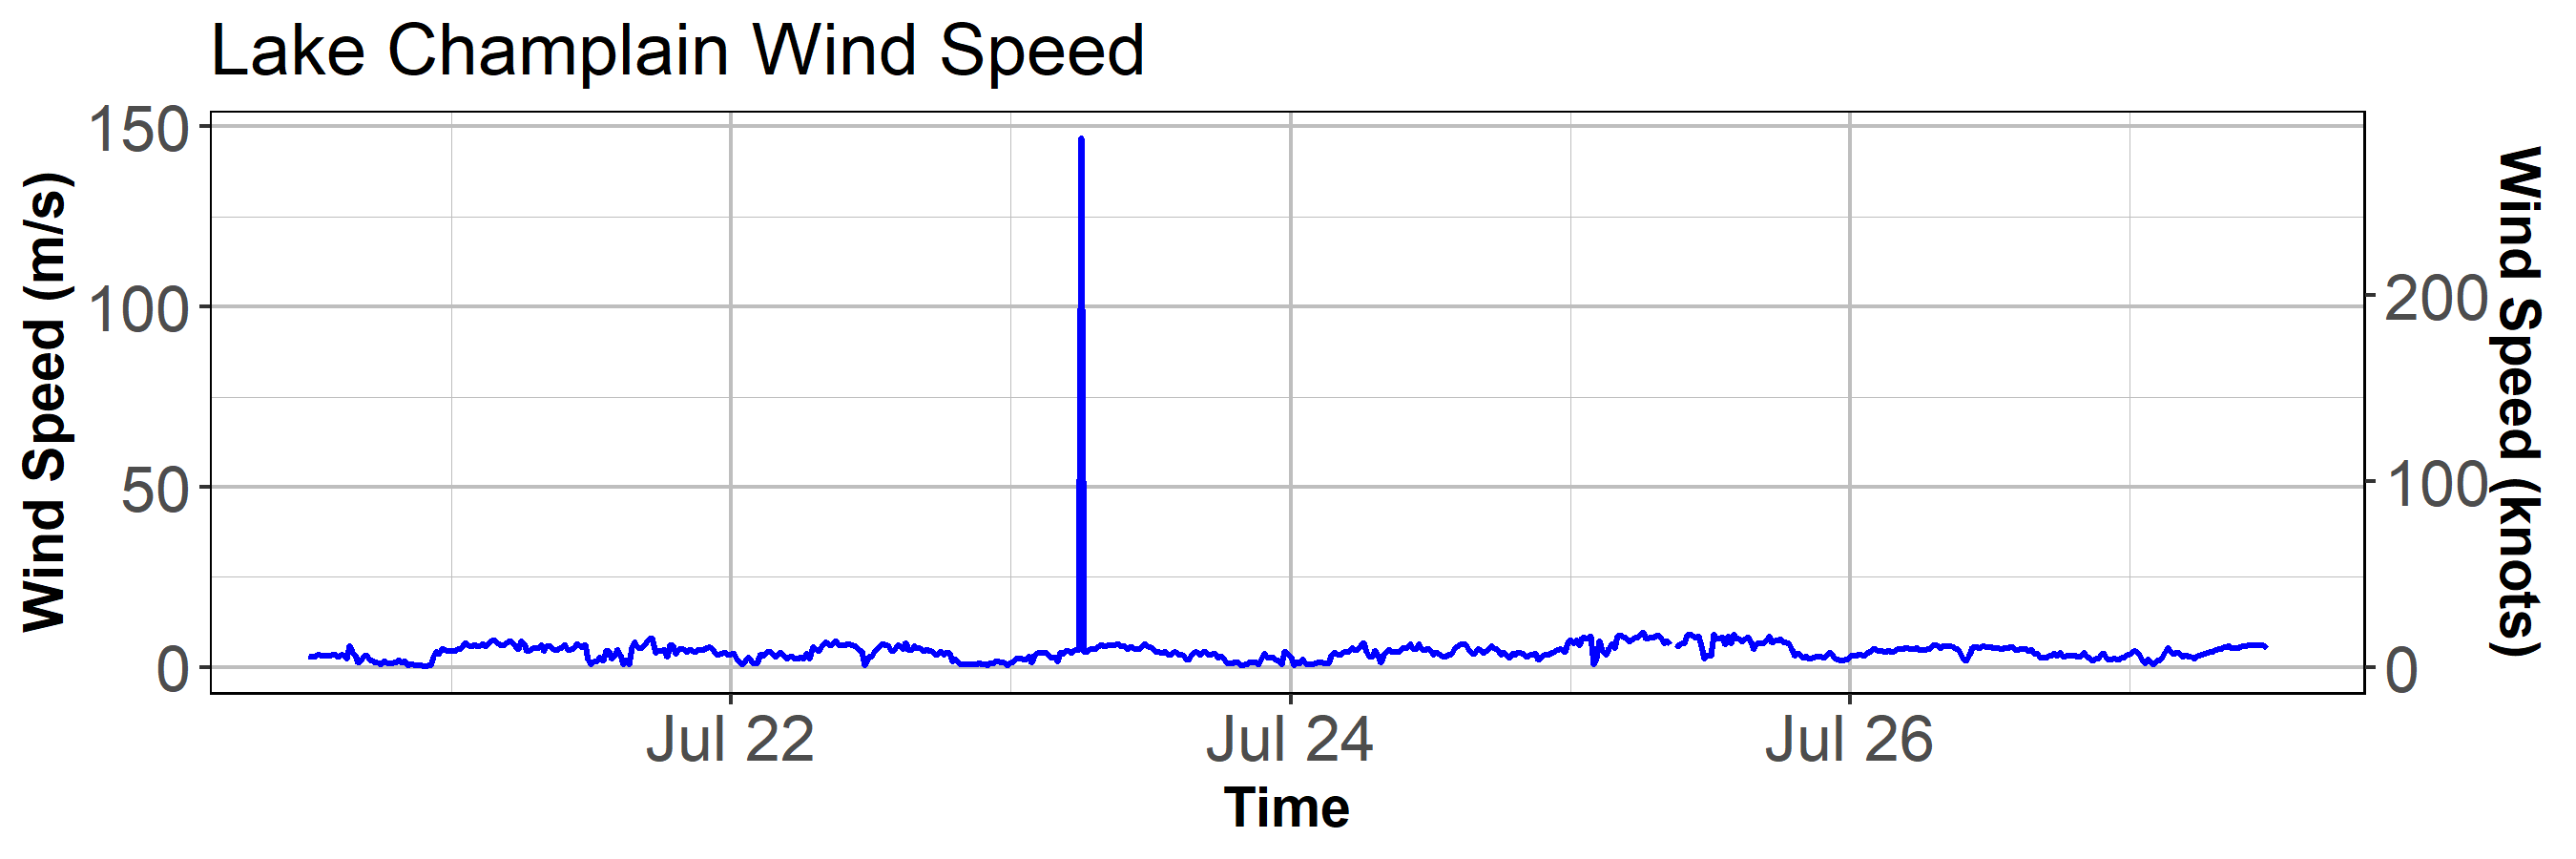 Lake Champlain Wind Speed
150
100
50
0
Wind Speed (m/s)
200
100
0
Wind Speed (knots)
Jul 22
Jul 24
Jul 26
Time